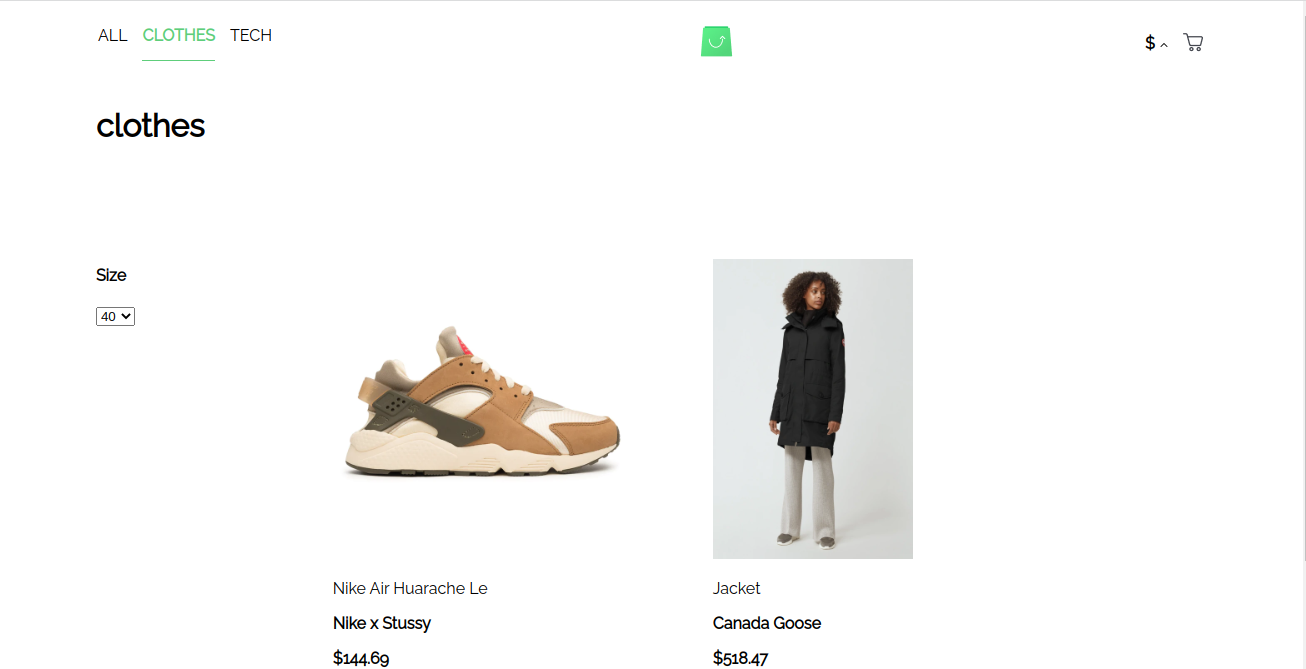 ALL CLOTHES TECH
$
clothes
Size
40
Nike Air Huarache Le
Nike x Stussy
$144.69
Jacket
Canada Goose
$518.47